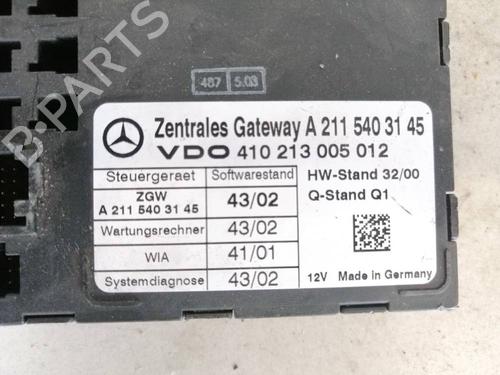 487 5.03
Zentrales Gateway A 211 540 31 45
VDO 410 213 005 012
Steuergeraet Softwarestand HW-Stand 32/00
ZGW
A 211 540 31 45 43/02 Q-Stand Q1
Wartungsrechner 43/02
WIA 41/01
Systemdiagnose 43/02 12V Made in Germany
B-PARTS